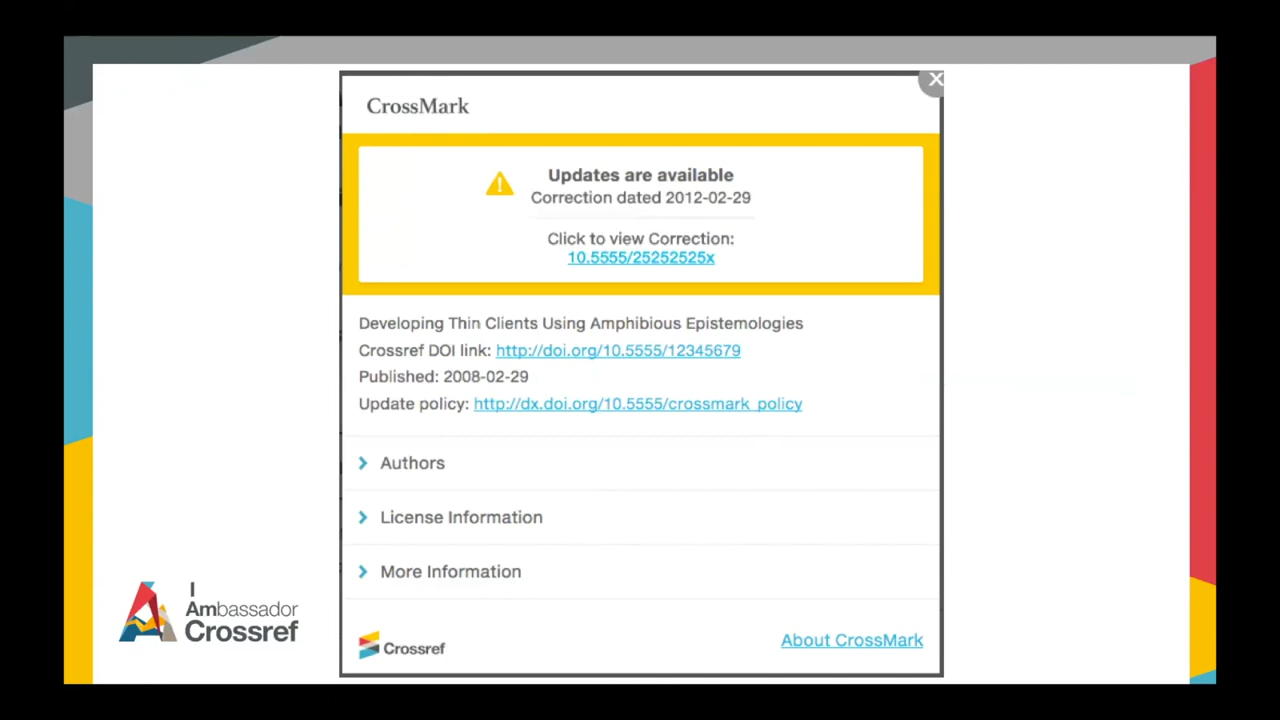 CrossMark
Updates are available
Correction dated 2012-02-29
Click to view Correction:
10.5555/25252525x
Developing Thin Clients Using Amphibious Epistemologies
Crossref DOI link: http://doi.org/10.5555/12345679
Published: 2008-02-29
Update policy: http://dx.doi.org/10.5555/crossmark_policy
Authors
License Information
More Information
Crossref
About CrossMark
I
Ambassador
Crossref